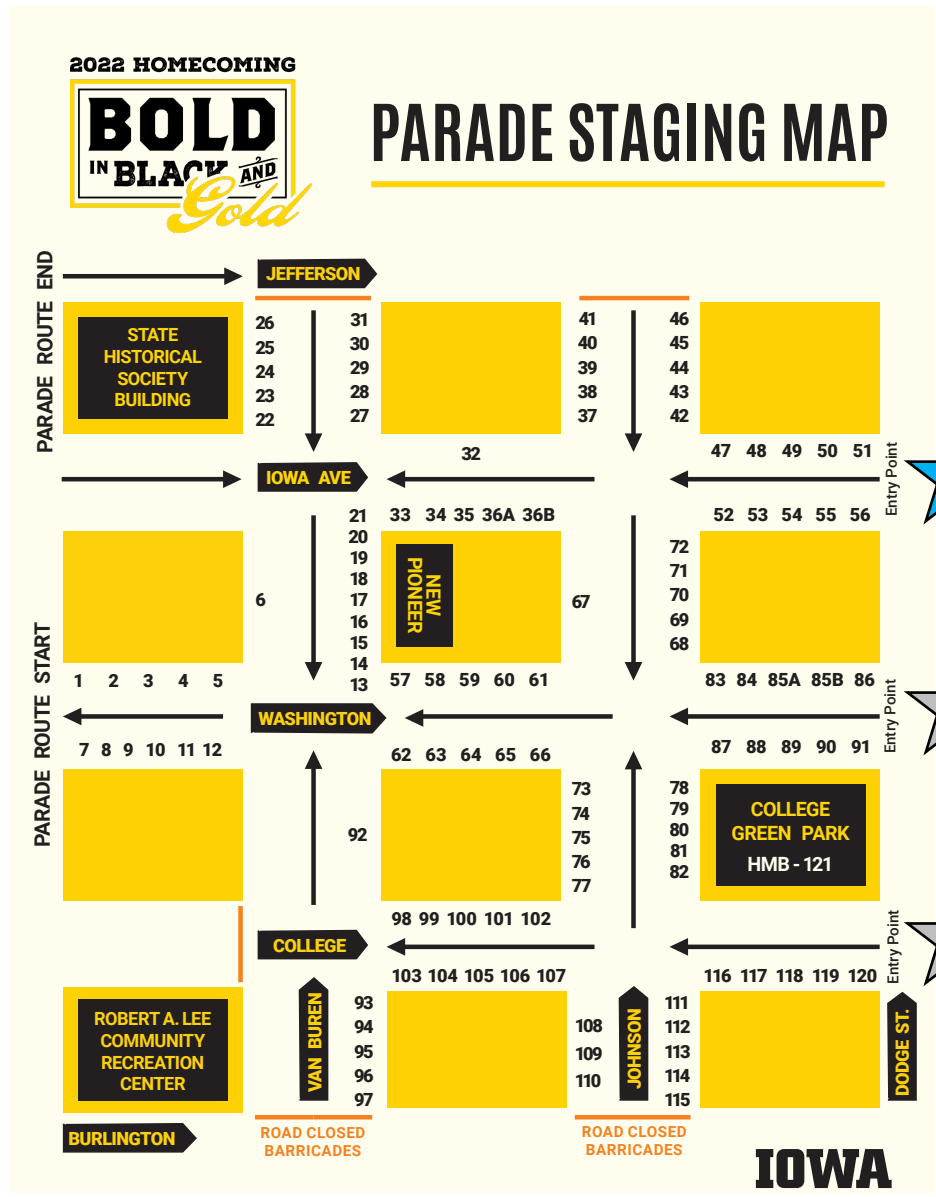 2022 HOMECOMING
BOLD
IN BLACK AND
Gold
PARADE STAGING MAP
PARADE ROUTE END
JEFFERSON
STATE
HISTORICAL
SOCIETY
BUILDING
26
25
24
23
22
31
30
29
28
27
41
40
39
38
37
46
45
44
43
42
32
47 48 49 50 51
IOWA AVE
Entry Point
33 34 35 36A 36B
52 53 54 55 56
21
20
19
18
17
16
15
14
13
6
NEW
PIONEER
67
72
71
70
69
68
PARADE ROUTE START
1 2 3 4 5
57 58 59 60 61
83 84 85A 85B 86
WASHINGTON
Entry Point
7 8 9 10 11 12
62 63 64 65 66
87 88 89 90 91
92
73
74
75
76
77
78
79
80
81
82
COLLEGE
GREEN PARK
HMB - 121
98 99 100 101 102
COLLEGE
Entry Point
103 104 105 106 107
116 117 118 119 120
ROBERT A. LEE
COMMUNITY
RECREATION
CENTER
VAN BUREN
93
94
95
96
97
108
109
110
JOHNSON
111
112
113
114
115
DODGE ST.
BURLINGTON
ROAD CLOSED
BARRICADES
ROAD CLOSED
BARRICADES
IOWA